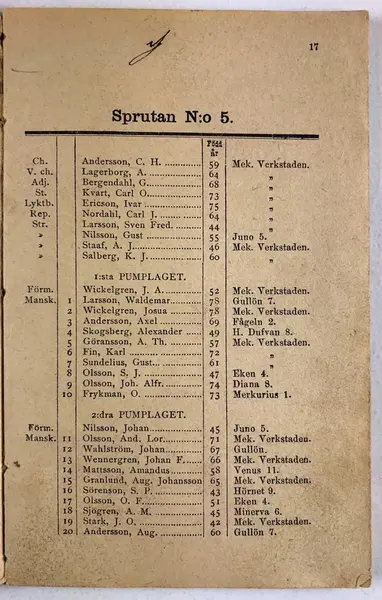 17
Sprutan N:o 5.
Född år
Ch. Andersson, C. H. 59 Mek. Verkstaden.
V. ch. Lagerborg, A. 64 "
Adj. Bergendahl, G. 68 "
St. Kvart, Carl O. 73 "
Lyktb. Ericson, Ivar 75 "
Rep. Nordahl, Carl J. 64 "
Str. Larsson, Sven Fred. 44 "
" Nilsson, Gust 55 Juno 5.
" Staaf, A. J. 46 Mek. Verkstaden.
" Salberg, K. J. 60 "
1:sta PUMPLAGET.
Förm. Wickelgren, J. A. 52 Mek. Verkstaden.
Mansk. 1 Larsson, Waldemar 78 Gullön 7.
2 Wickelgren, Josua 78 Mek. Verkstaden.
3 Andersson, Axel 69 Fågeln 2.
4 Skogsberg, Alexander 49 H. Dufvan 8.
5 Göransson, A. Th. 57 Mek. Verkstaden.
6 Fin, Karl 72 "
7 Sundelius, Gust. 61 "
8 Olsson, S. J. 47 Eken 4.
9 Olsson, Joh. Alfr. 74 Diana 8.
10 Frykman, O. 73 Merkurius 1.
2:dra PUMPLAGET.
Förm. Nilsson, Johan 45 Juno 5.
Mansk. 11 Olsson, And. Lor. 71 Mek. Verkstaden.
12 Wahlström, Johan 67 Gullön.
13 Wennergren, Johan F. 66 Mek. Verkstaden.
14 Mattsson, Amandus 58 Venus 11.
15 Granlund, Aug. Johansson 65 Mek. Verkstaden.
16 Sörenson, S. P. 43 Hörnet 9.
17 Olsson, O. F. 51 Eken 4.
18 Sjögren, A. M. 45 Minerva 6.
19 Stark, J. O. 42 Mek. Verkstaden.
20 Andersson, Aug. 60 Gullön 7.